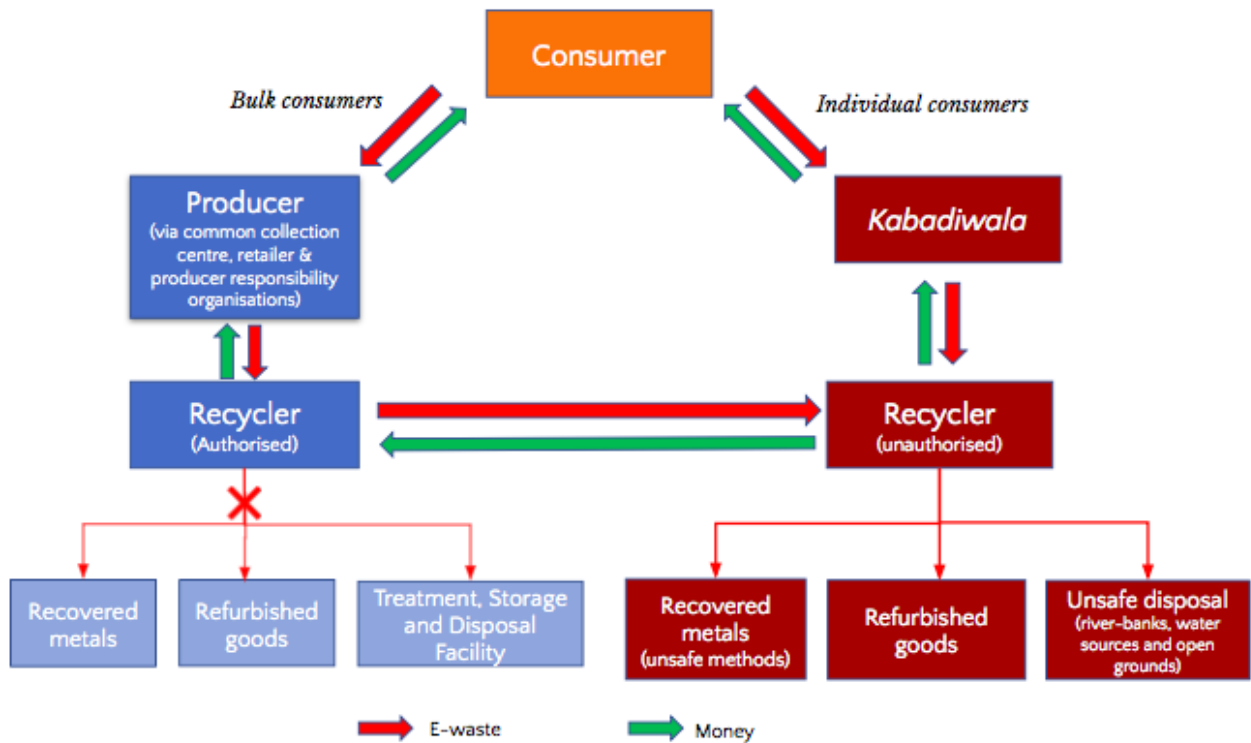 Consumer
Bulk consumers
Individual consumers
Producer
(via common collection
centre, retailer &
producer responsibility
organisations)
Kabadiwala
Recycler
(Authorised)
Recycler
(unauthorised)
Recovered
metals
Refurbished
goods
Treatment, Storage
and Disposal
Facility
Recovered
metals
(unsafe methods)
Refurbished
goods
Unsafe disposal
(river-banks, water
sources and open
grounds)
E-waste
Money